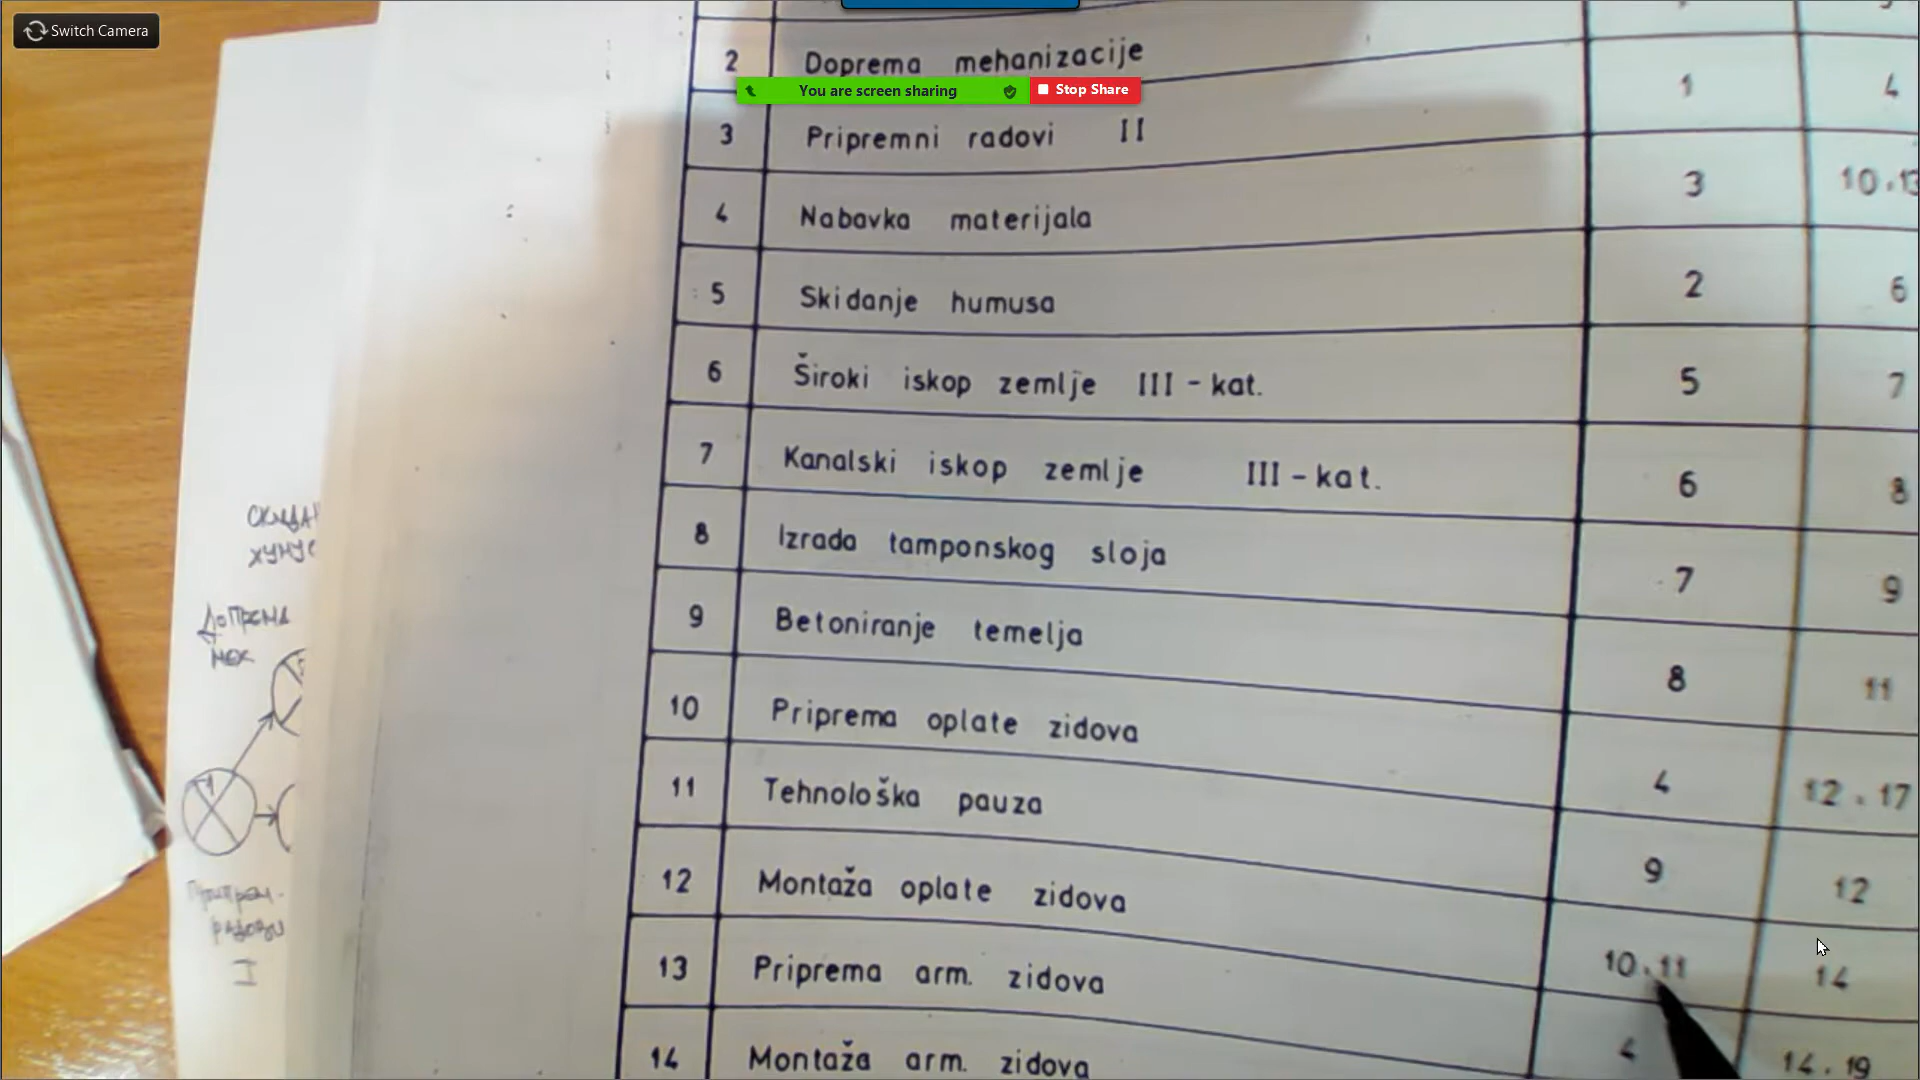 Switch Camera
2 Doprema mehanizacije
You are screen sharing Stop Share
1 4
3 Pripremni radovi II
3
4 Nabavka materijala
2 6
5 Skidanje humusa
5 7
6 Široki iskop zemlje III - kat.
6 8
7 Kanalski iskop zemlje III - kat.
7 9
8 Izrada tamponskog sloja
8 11
9 Betoniranje temelja
4 12 . 17
10 Priprema oplate zidova
9 12
11 Tehnološka pauza
10 . 11 14
12 Montaža oplate zidova
4 14 . 19
13 Priprema arm. zidova
14 Montaža arm. zidova
ДОПРЕМА
МЕХ
I